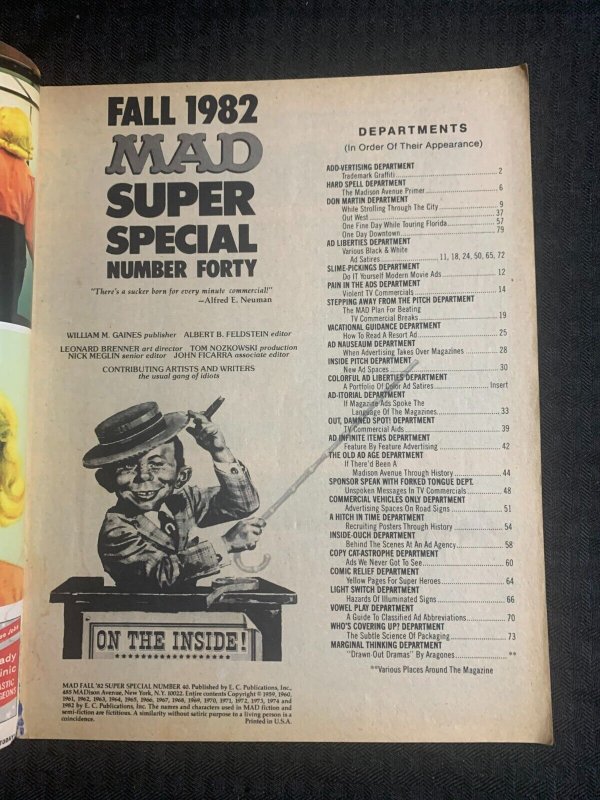 FALL 1982
MAD
SUPER
SPECIAL
NUMBER FORTY
"There's a sucker born for every minute commercial!"
—Alfred E. Neuman
WILLIAM M. GAINES publisher ALBERT B. FELDSTEIN editor
LEONARD BRENNER art director TOM NOZKOWSKI production
NICK MEGLIN senior editor JOHN FICARRA associate editor
CONTRIBUTING ARTISTS AND WRITERS
the usual gang of idiots
ON THE INSIDE!
MAD FALL '82 SUPER SPECIAL NUMBER 40. Published by E. C. Publications, Inc.,
485 MADison Avenue, New York, N.Y. 10022. Entire contents Copyright © 1959, 1960,
1961, 1962, 1963, 1964, 1965, 1966, 1967, 1968, 1969, 1970, 1971, 1972, 1973, 1974 and
1982 by E. C. Publications, Inc. The names and characters used in MAD fiction and
semi-fiction are fictitious. A similarity without satiric purpose to a living person is a
coincidence. Printed in U.S.A.
DEPARTMENTS
(In Order Of Their Appearance)
ADD-VERTISING DEPARTMENT
Trademark Graffiti 2
HARD SPELL DEPARTMENT
The Madison Avenue Primer 6
DON MARTIN DEPARTMENT
While Strolling Through The City 9
Out West 37
One Fine Day While Touring Florida 57
One Day Downtown 79
AD LIBERTIES DEPARTMENT
Various Black & White
Ad Satires 11, 18, 24, 50, 65, 72
SLIME-PICKINGS DEPARTMENT
Do IT Yourself Modern Movie Ads 12
PAIN IN THE ADS DEPARTMENT
Violent TV Commercials 14
STEPPING AWAY FROM THE PITCH DEPARTMENT
The MAD Plan For Beating
TV Commercial Breaks 19
VACATIONAL GUIDANCE DEPARTMENT
How To Read A Resort Ad 25
AD NAUSEAUM DEPARTMENT
When Advertising Takes Over Magazines 28
INSIDE PITCH DEPARTMENT
New Ad Spaces 30
COLORFUL AD LIBERTIES DEPARTMENT
A Portfolio Of Color Ad Satires Insert
AD-ITORIAL DEPARTMENT
If Magazine Ads Spoke The
Language Of The Magazines 33
OUT, DAMNED SPOT! DEPARTMENT
TV Commercial Aids 39
AD INFINITE ITEMS DEPARTMENT
Feature By Feature Advertising 42
THE OLD AD AGE DEPARTMENT
If There'd Been A
Madison Avenue Through History 44
SPONSOR SPEAK WITH FORKED TONGUE DEPT.
Unspoken Messages In TV Commercials 48
COMMERCIAL VEHICLES ONLY DEPARTMENT
Advertising Spaces On Road Signs 51
A HITCH IN TIME DEPARTMENT
Recruiting Posters Through History 54
INSIDE-OUCH DEPARTMENT
Behind The Scenes At An Ad Agency 58
COPY CAT-ASTROPHE DEPARTMENT
Ads We Never Got To See 60
COMIC RELIEF DEPARTMENT
Yellow Pages For Super Heroes 64
LIGHT SWITCH DEPARTMENT
Hazards Of Illuminated Signs 66
VOWEL PLAY DEPARTMENT
A Guide To Classified Ad Abbreviations 70
WHO'S COVERING UP? DEPARTMENT
The Subtle Science Of Packaging 73
MARGINAL THINKING DEPARTMENT
"Drawn-Out Dramas" By Aragones **
**Various Places Around The Magazine